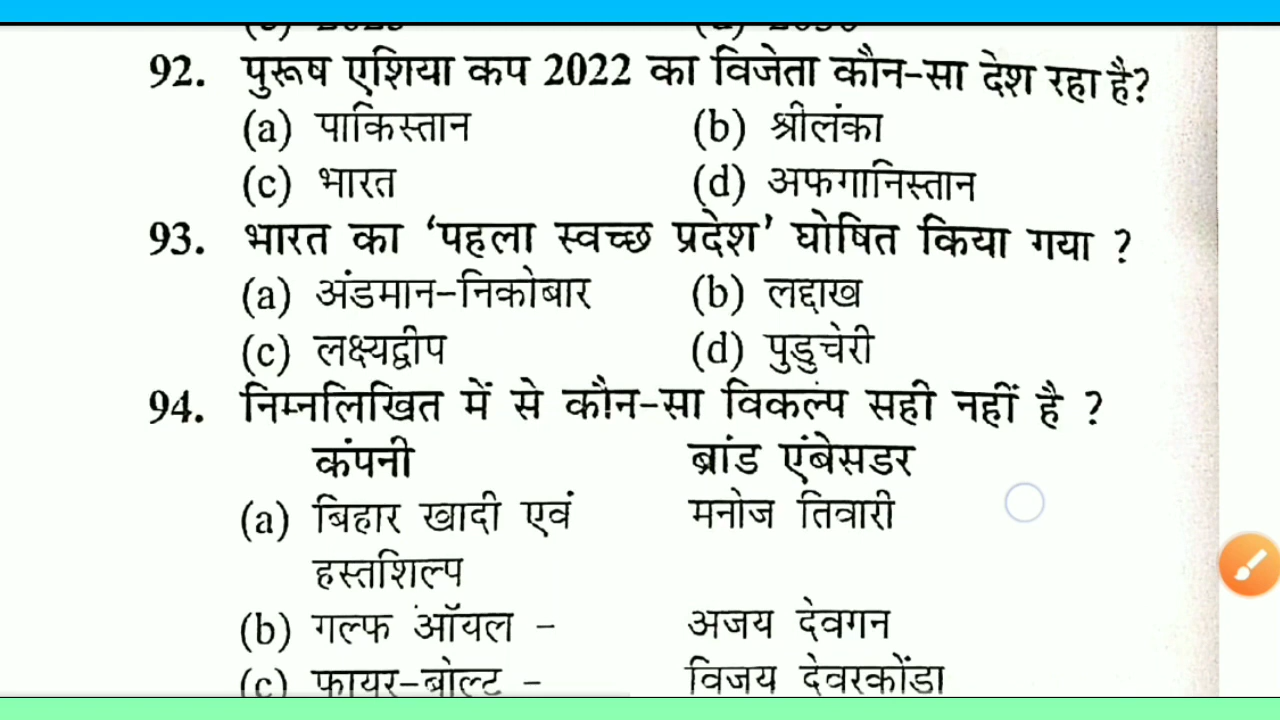 92. पुरूष एशिया कप 2022 का विजेता कौन-सा देश रहा है?
(a) पाकिस्तान (b) श्रीलंका
(c) भारत (d) अफगानिस्तान
93. भारत का ‘पहला स्वच्छ प्रदेश’ घोषित किया गया ?
(a) अंडमान-निकोबार (b) लद्दाख
(c) लक्ष्यद्वीप (d) पुडुचेरी
94. निम्नलिखित में से कौन-सा विकल्प सही नहीं है ?
कंपनी ब्रांड एंबेसडर
(a) बिहार खादी एवं मनोज तिवारी
हस्तशिल्प
(b) गल्फ ऑयल - अजय देवगन
(c) फायर-बोल्ट - विजय देवरकोंडा